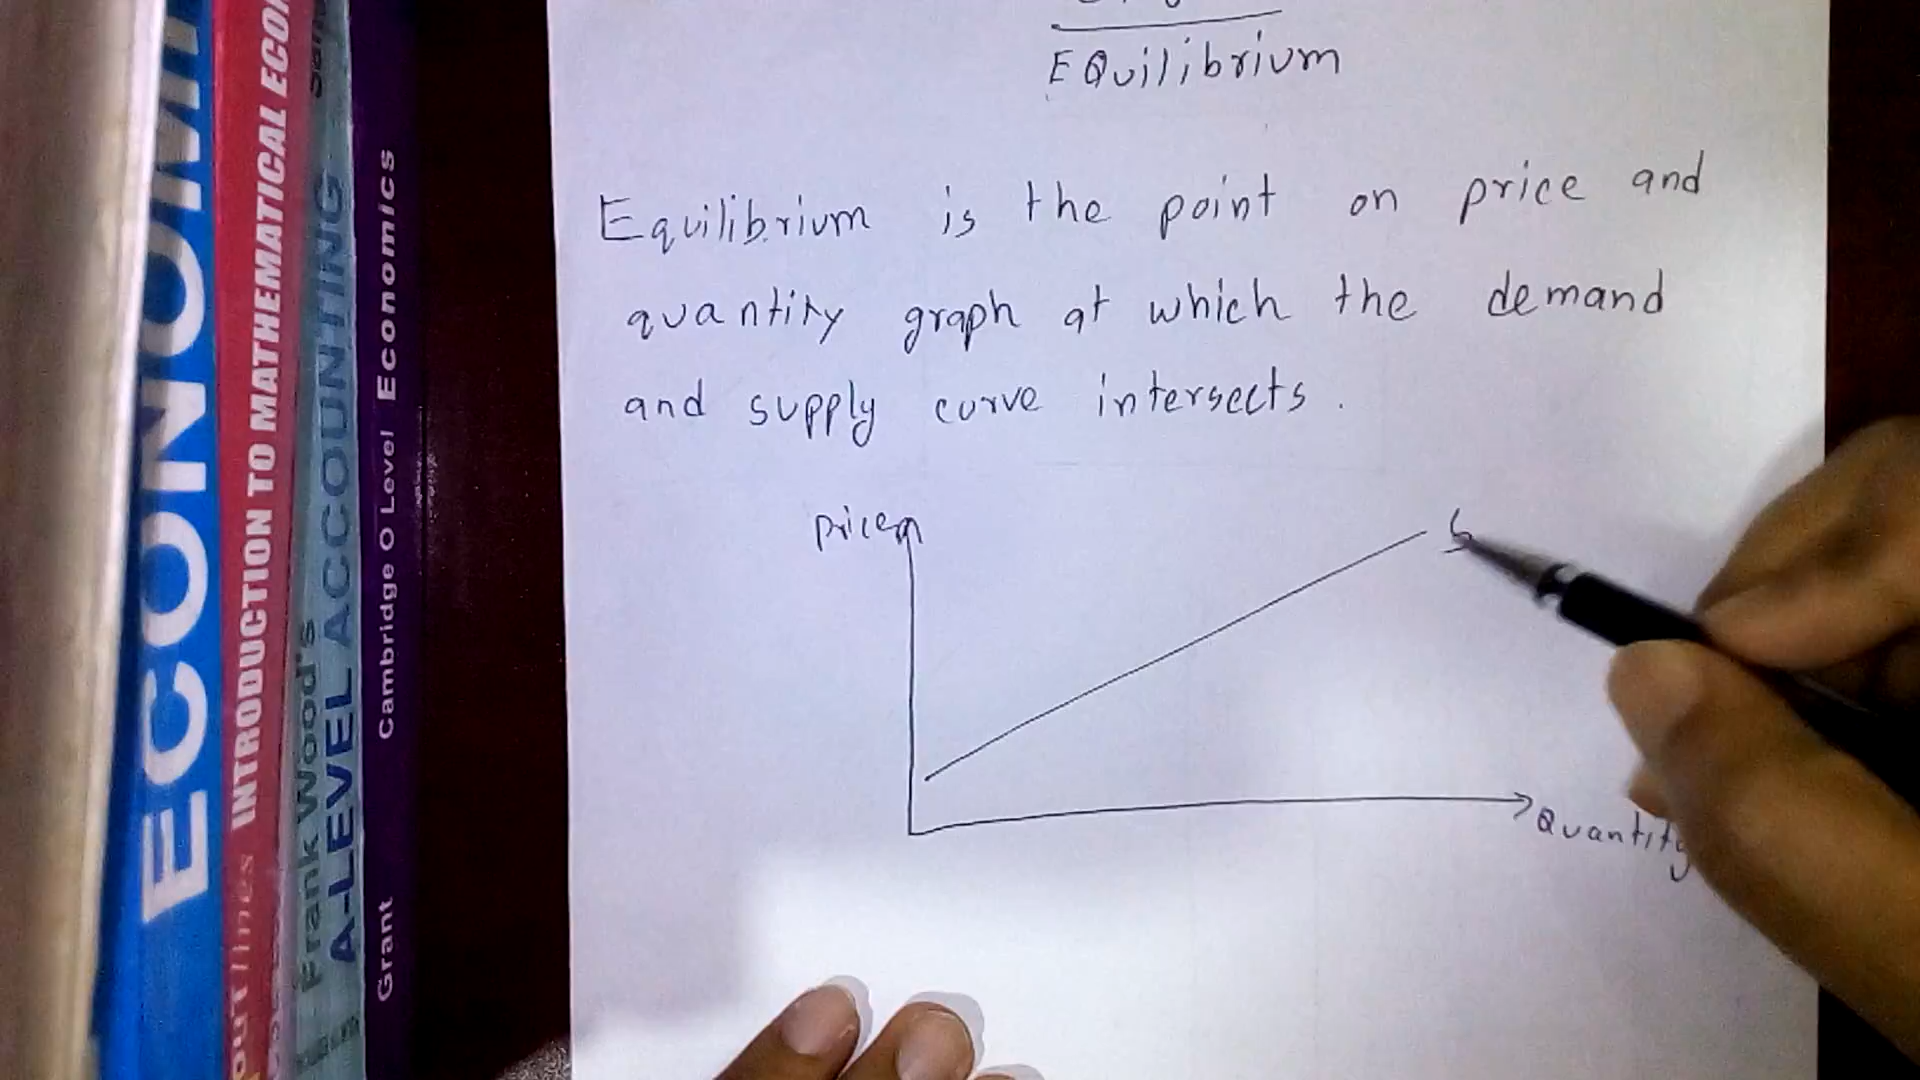 ECONOMI
INTRODUCTION TO MATHEMATICAL ECON
Frank Wood's
A-LEVEL ACCOUNTING
Grant Cambridge O Level Economics
EQuilibrium
Equilibrium is the point on price and
quantity graph at which the demand
and supply curve intersects.
price
S
Quantity